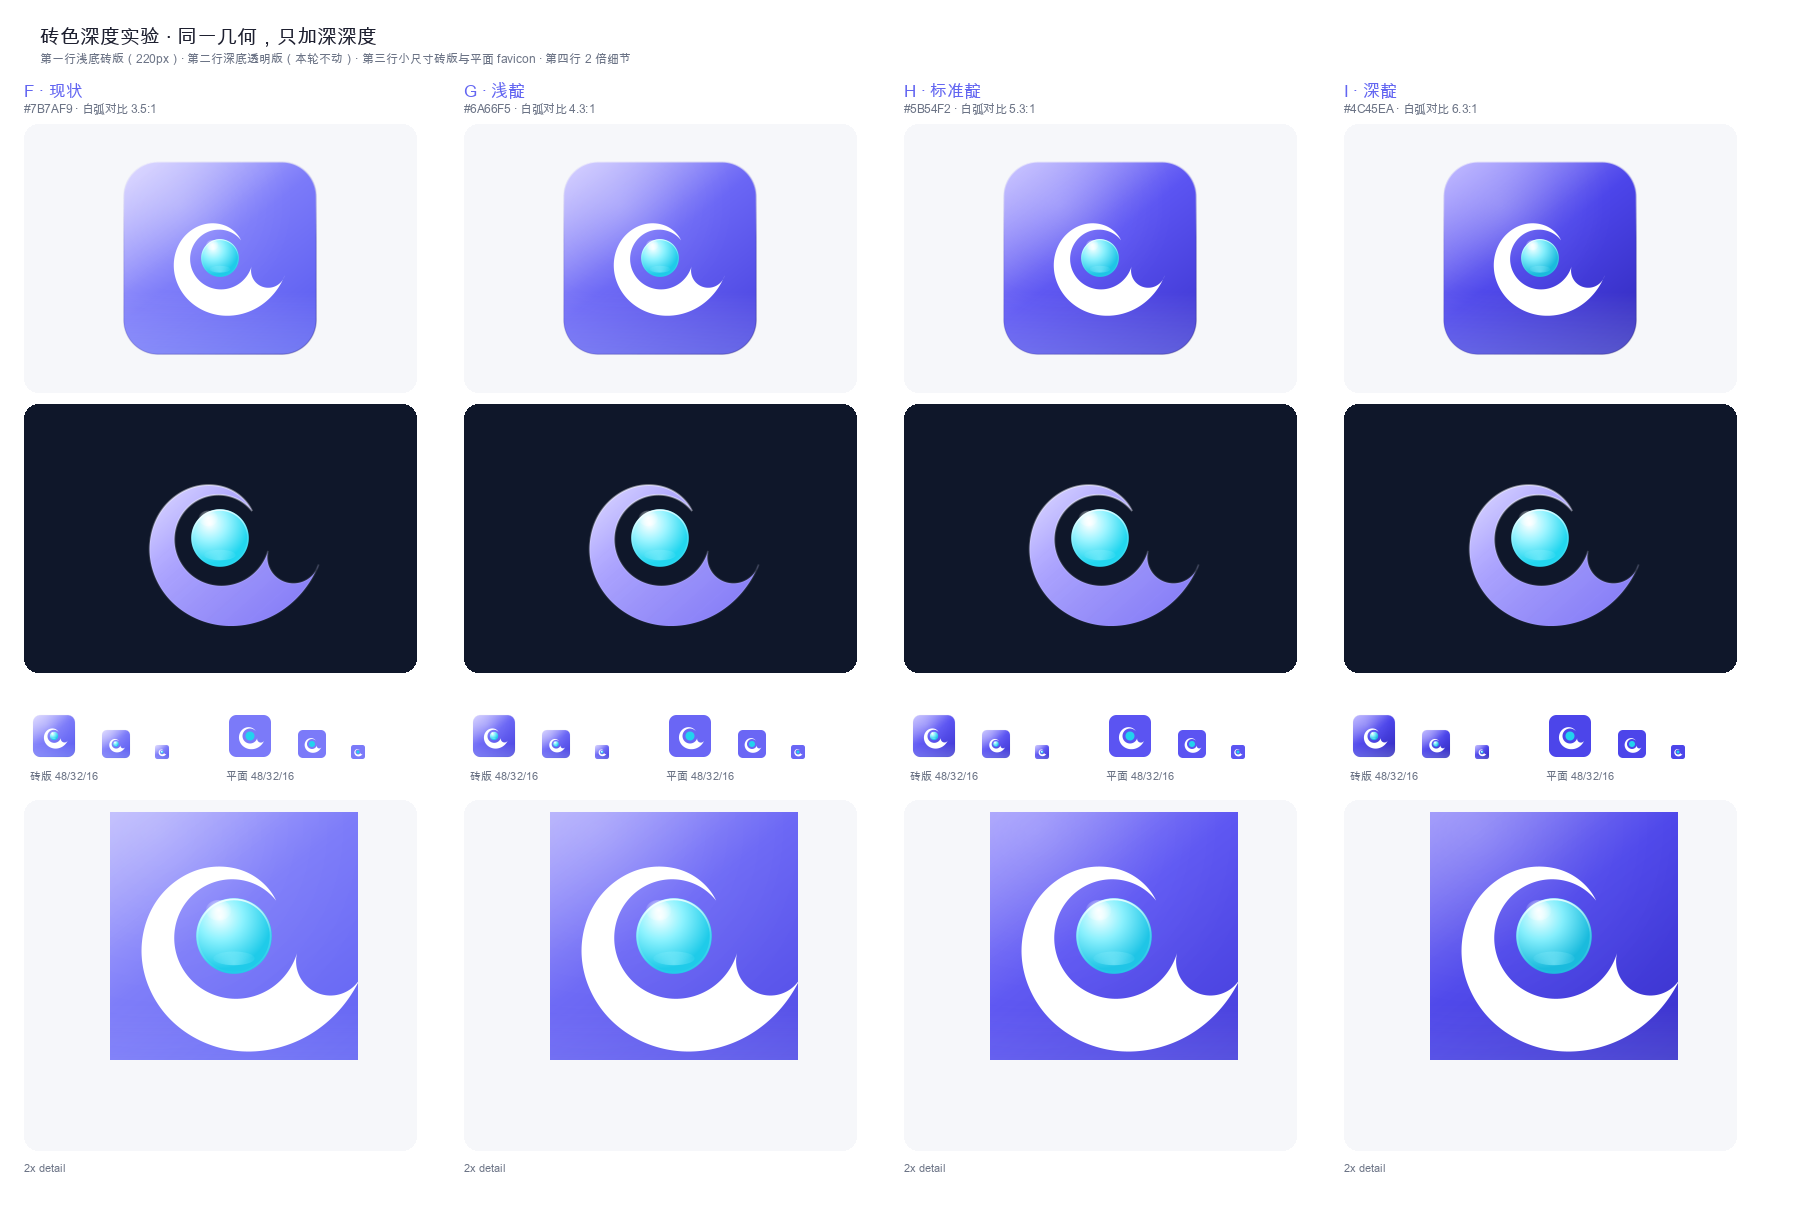 砖色深度实验 · 同一几何，只加深深度
第一行浅底砖版（220px）· 第二行深底透明版（本轮不动）· 第三行小尺寸砖版与平面 favicon · 第四行 2 倍细节
F · 现状
#7B7AF9 · 白弧对比 3.5:1
G · 浅靛
#6A66F5 · 白弧对比 4.3:1
H · 标准靛
#5B54F2 · 白弧对比 5.3:1
I · 深靛
#4C45EA · 白弧对比 6.3:1
砖版 48/32/16
平面 48/32/16
砖版 48/32/16
平面 48/32/16
砖版 48/32/16
平面 48/32/16
砖版 48/32/16
平面 48/32/16
2x detail
2x detail
2x detail
2x detail